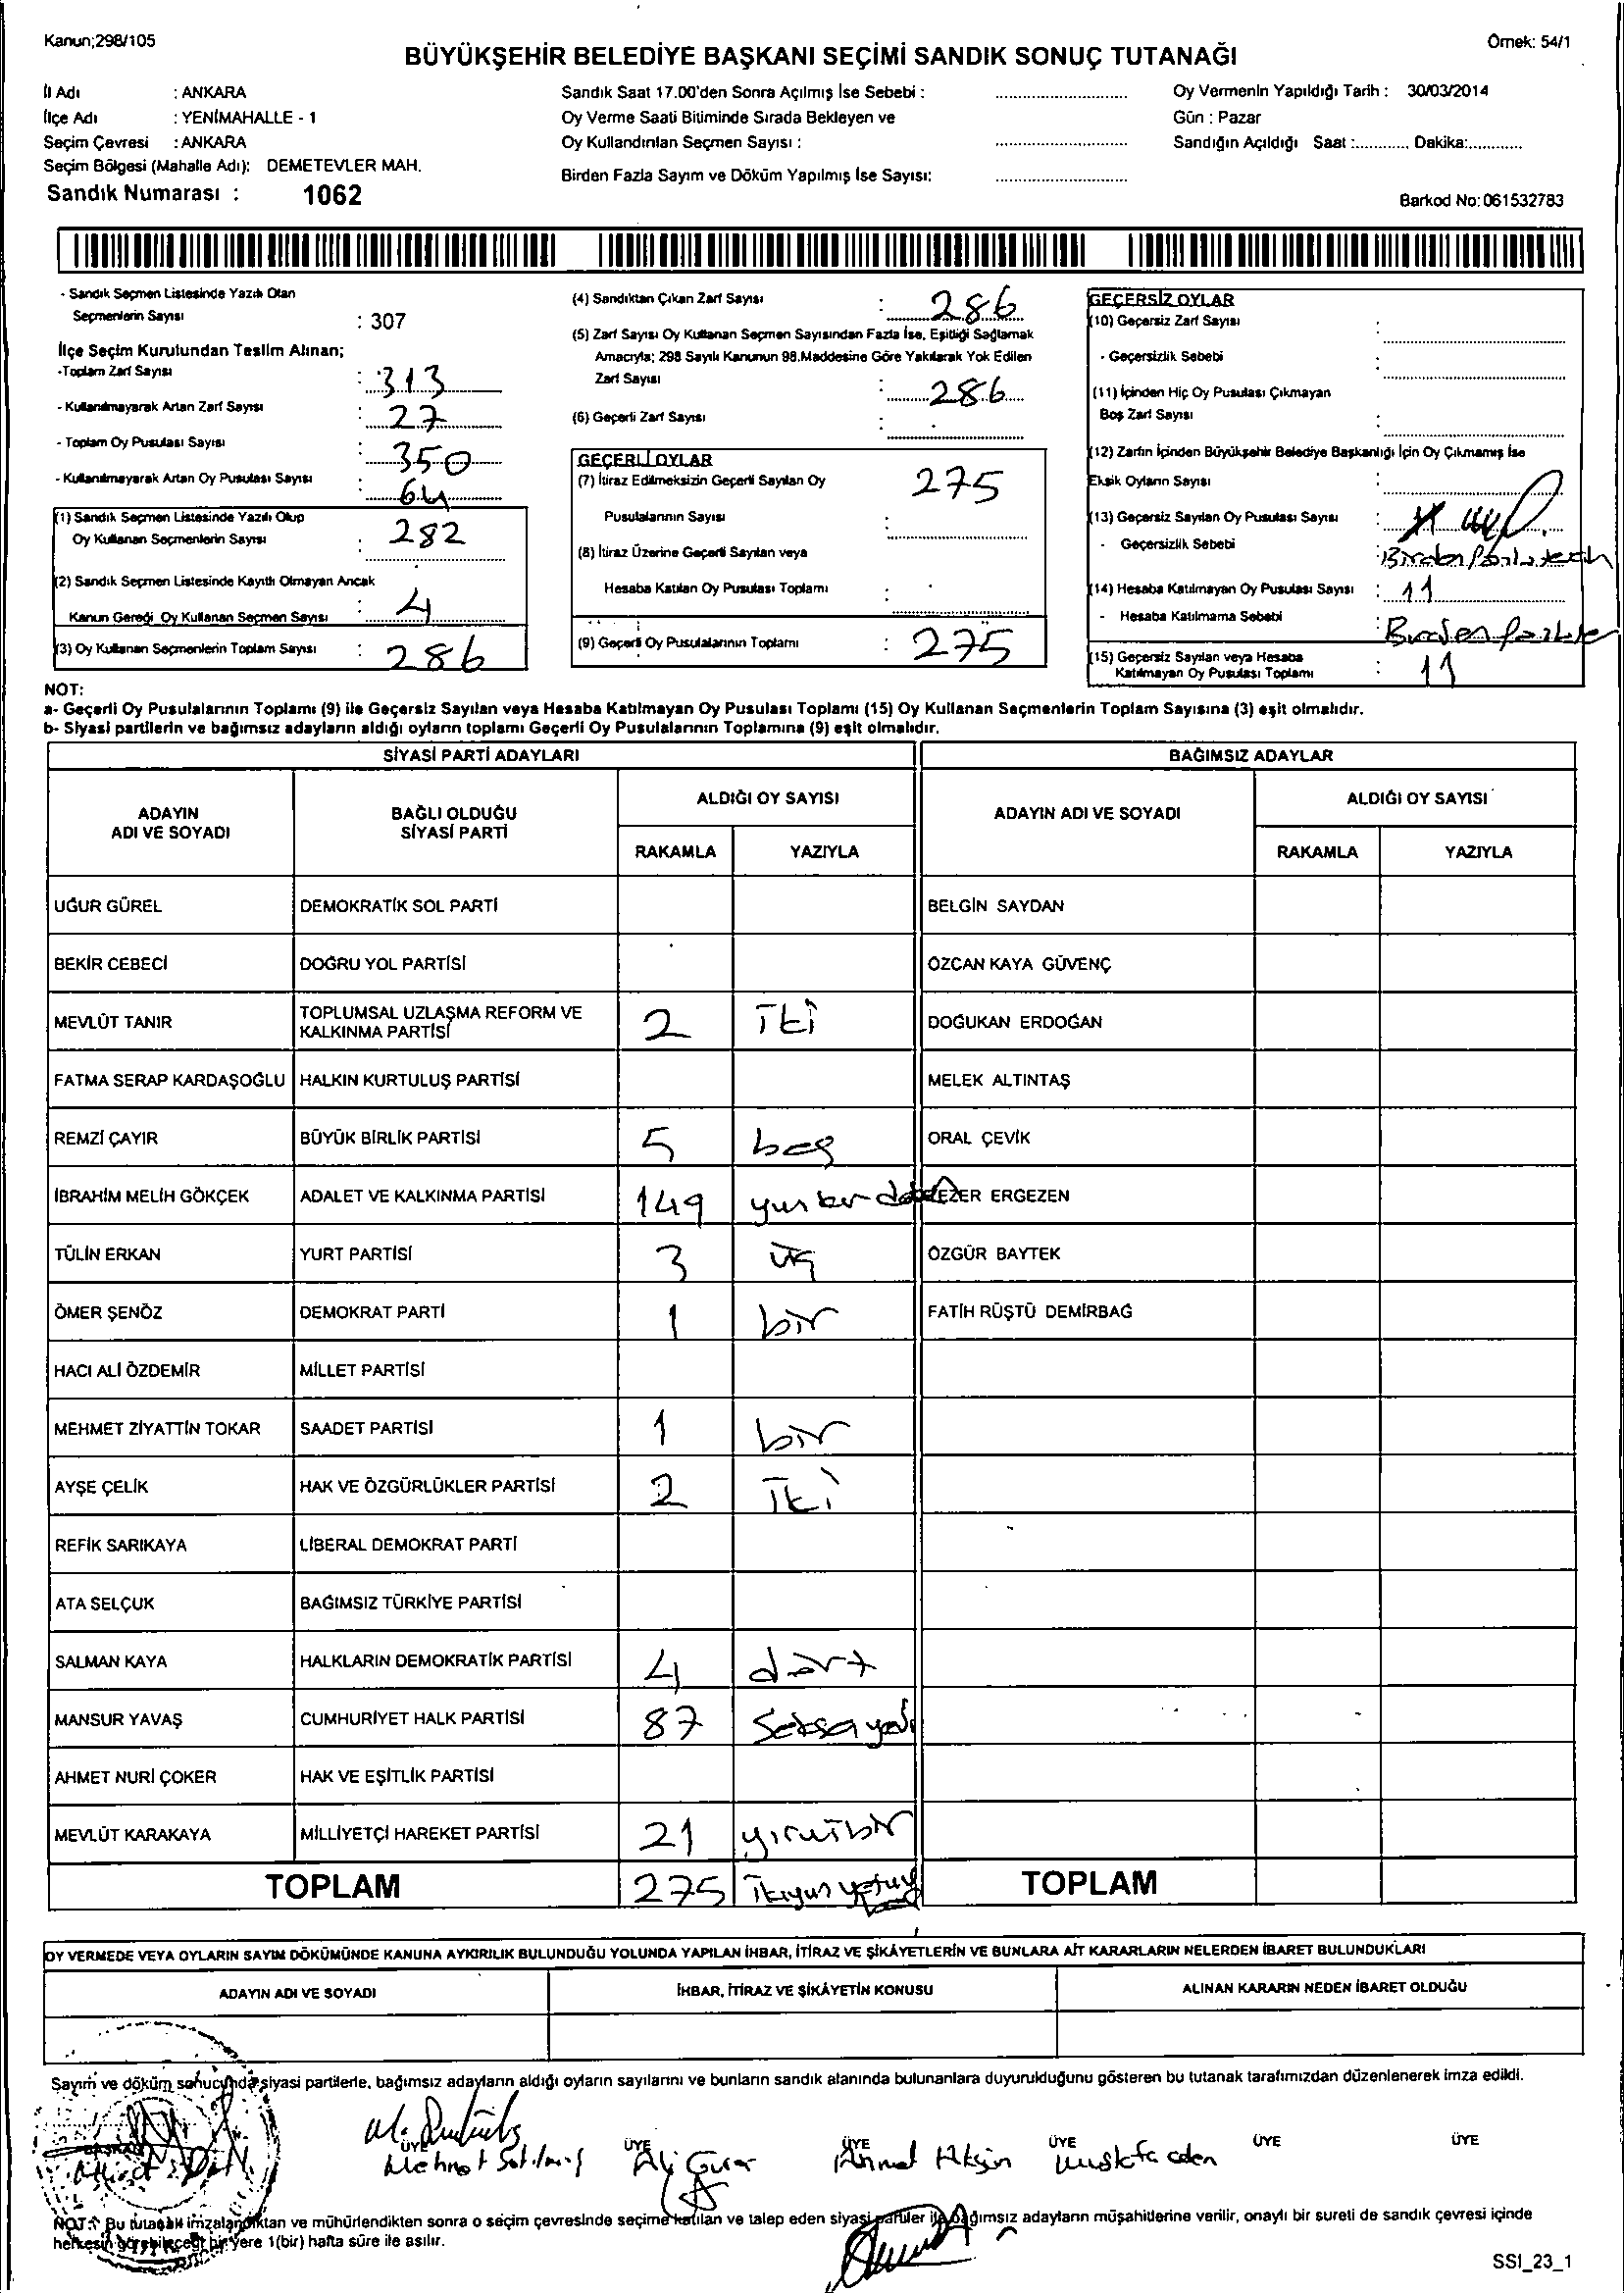 Kanun;298/105
Örnek: 54/1
BÜYÜKŞEHİR BELEDİYE BAŞKANI SEÇİMİ SANDIK SONUÇ TUTANAĞI
İl Adı : ANKARA
İlçe Adı : YENİMAHALLE - 1
Seçim Çevresi : ANKARA
Seçim Bölgesi (Mahalle Adı): DEMETEVLER MAH.
Sandık Numarası : 1062
Sandık Saat 17.00'den Sonra Açılmış İse Sebebi :
Oy Verme Saati Bitiminde Sırada Bekleyen ve
Oy Kullandırılan Seçmen Sayısı :
Birden Fazla Sayım ve Döküm Yapılmış İse Sayısı:
Oy Vermenin Yapıldığı Tarih : 30/03/2014
Gün : Pazar
Sandığın Açıldığı Saat :............ Dakika:............
Barkod No: 061532783
- Sandık Seçmen Listesinde Yazılı Olan
Seçmenlerin Sayısı : 307
İlçe Seçim Kurulundan Teslim Alınan;
-Toplam Zarf Sayısı : 313
- Kullanılmayarak Artan Zarf Sayısı : 27
- Toplam Oy Pusulası Sayısı : 350
- Kullanılmayarak Artan Oy Pusulası Sayısı : 64
(1) Sandık Seçmen Listesinde Yazılı Olup
Oy Kullanan Seçmenlerin Sayısı : 282
(2) Sandık Seçmen Listesinde Kayıtlı Olmayan Ancak
Kanun Gereği Oy Kullanan Seçmen Sayısı : 4
(3) Oy Kullanan Seçmenlerin Toplam Sayısı : 286
(4) Sandıktan Çıkan Zarf Sayısı : 286
(5) Zarf Sayısı Oy Kullanan Seçmen Sayısından Fazla İse, Eşitliği Sağlamak
Amacıyla; 298 Sayılı Kanunun 98.Maddesine Göre Yakılarak Yok Edilen
Zarf Sayısı : 286
(6) Geçerli Zarf Sayısı :
GEÇERLİ OYLAR
(7) İtiraz Edilmeksizin Geçerli Sayılan Oy 275
Pusulalarının Sayısı :
(8) İtiraz Üzerine Geçerli Sayılan veya
Hesaba Katılan Oy Pusulası Toplamı :
(9) Geçerli Oy Pusulalarının Toplamı : 275
GEÇERSİZ OYLAR
(10) Geçersiz Zarf Sayısı :
- Geçersizlik Sebebi :
(11) İçinden Hiç Oy Pusulası Çıkmayan
Boş Zarf Sayısı :
(12) Zarfın İçinden Büyükşehir Belediye Başkanlığı İçin Oy Çıkmamış İse
Eksik Oyların Sayısı :
(13) Geçersiz Sayılan Oy Pusulası Sayısı :
- Geçersizlik Sebebi : Birden
(14) Hesaba Katılmayan Oy Pusulası Sayısı : 11
- Hesaba Katılmama Sebebi : Birden
(15) Geçersiz Sayılan veya Hesaba
Katılmayan Oy Pusulası Toplamı : 11
NOT:
a- Geçerli Oy Pusulalarının Toplamı (9) ile Geçersiz Sayılan veya Hesaba Katılmayan Oy Pusulası Toplamı (15) Oy Kullanan Seçmenlerin Toplam Sayısına (3) eşit olmalıdır.
b- Siyasi partilerin ve bağımsız adayların aldığı oyların toplamı Geçerli Oy Pusulalarının Toplamına (9) eşit olmalıdır.
SİYASİ PARTİ ADAYLARI BAĞIMSIZ ADAYLAR
ADAYIN ADI VE SOYADI BAĞLI OLDUĞU SİYASİ PARTİ ALDIĞI OY SAYISI ADAYIN ADI VE SOYADI ALDIĞI OY SAYISI
RAKAMLA YAZIYLA RAKAMLA YAZIYLA
UĞUR GÜREL DEMOKRATİK SOL PARTİ BELGİN SAYDAN
BEKİR CEBECİ DOĞRU YOL PARTİSİ ÖZCAN KAYA GÜVENÇ
MEVLÜT TANIR TOPLUMSAL UZLAŞMA REFORM VE KALKINMA PARTİSİ 2 İki DOĞUKAN ERDOĞAN
FATMA SERAP KARDAŞOĞLU HALKIN KURTULUŞ PARTİSİ MELEK ALTINTAŞ
REMZİ ÇAYIR BÜYÜK BİRLİK PARTİSİ 5 beş ORAL ÇEVİK
İBRAHİM MELİH GÖKÇEK ADALET VE KALKINMA PARTİSİ 149 EZER ERGEZEN
TÜLİN ERKAN YURT PARTİSİ 3 üç ÖZGÜR BAYTEK
ÖMER ŞENÖZ DEMOKRAT PARTİ 1 bir FATİH RÜŞTÜ DEMİRBAĞ
HACI ALİ ÖZDEMİR MİLLET PARTİSİ
MEHMET ZİYATTİN TOKAR SAADET PARTİSİ 1 bir
AYŞE ÇELİK HAK VE ÖZGÜRLÜKLER PARTİSİ 2 İki
REFİK SARIKAYA LİBERAL DEMOKRAT PARTİ
ATA SELÇUK BAĞIMSIZ TÜRKİYE PARTİSİ
SALMAN KAYA HALKLARIN DEMOKRATİK PARTİSİ 4 dört
MANSUR YAVAŞ CUMHURİYET HALK PARTİSİ 87
AHMET NURİ ÇOKER HAK VE EŞİTLİK PARTİSİ
MEVLÜT KARAKAYA MİLLİYETÇİ HAREKET PARTİSİ 21
TOPLAM 275 TOPLAM
OY VERMEDE VEYA OYLARIN SAYIM DÖKÜMÜNDE KANUNA AYKIRILIK BULUNDUĞU YOLUNDA YAPILAN İHBAR, İTİRAZ VE ŞİKÂYETLERİN VE BUNLARA AİT KARARLARIN NELERDEN İBARET BULUNDUKLARI
ADAYIN ADI VE SOYADI İHBAR, İTİRAZ VE ŞİKÂYETİN KONUSU ALINAN KARARIN NEDEN İBARET OLDUĞU
Sayım ve döküm sonucunda siyasi partilerle, bağımsız adayların aldığı oyların sayılarını ve bunların sandık alanında bulunanlara duyurulduğunu gösteren bu tutanak tarafımızdan düzenlenerek imza edildi.
BAŞKAN ÜYE ÜYE ÜYE ÜYE ÜYE ÜYE
Mehmet Ali Ahmet Mustafa
NOT: Bu tutanak imzalandıktan ve mühürlendikten sonra o seçim çevresinde seçime katılan ve talep eden siyasi partiler ile bağımsız adayların müşahitlerine verilir, onaylı bir sureti de sandık çevresi içinde
herkesin görebileceği bir yere 1(bir) hafta süre ile asılır.
SSI_23_1